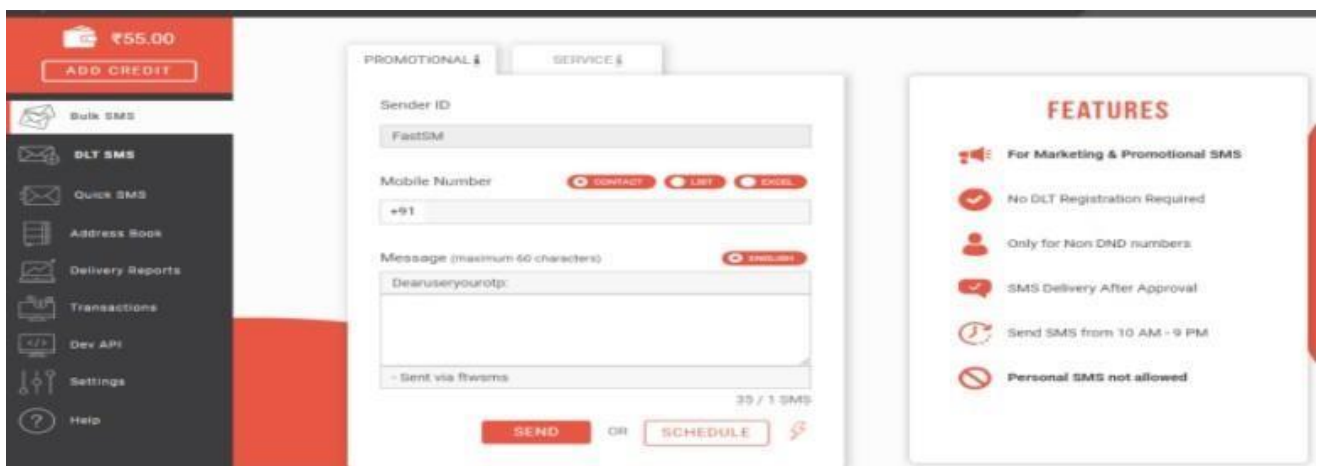 ₹55.00
ADD CREDIT
Bulk SMS
DLT SMS
Quick SMS
Address Book
Delivery Reports
Transactions
Dev API
Settings
Help
PROMOTIONAL
SERVICE
Sender ID
FastSM
Mobile Number
CONTACT
LIST
EXCEL
+91
Message (maximum 60 characters)
ENGLISH
Dearuseryourotp:
- Sent via ftwsms
35 / 1 SMS
SEND
OR
SCHEDULE
FEATURES
For Marketing & Promotional SMS
No DLT Registration Required
Only for Non DND numbers
SMS Delivery After Approval
Send SMS from 10 AM - 9 PM
Personal SMS not allowed